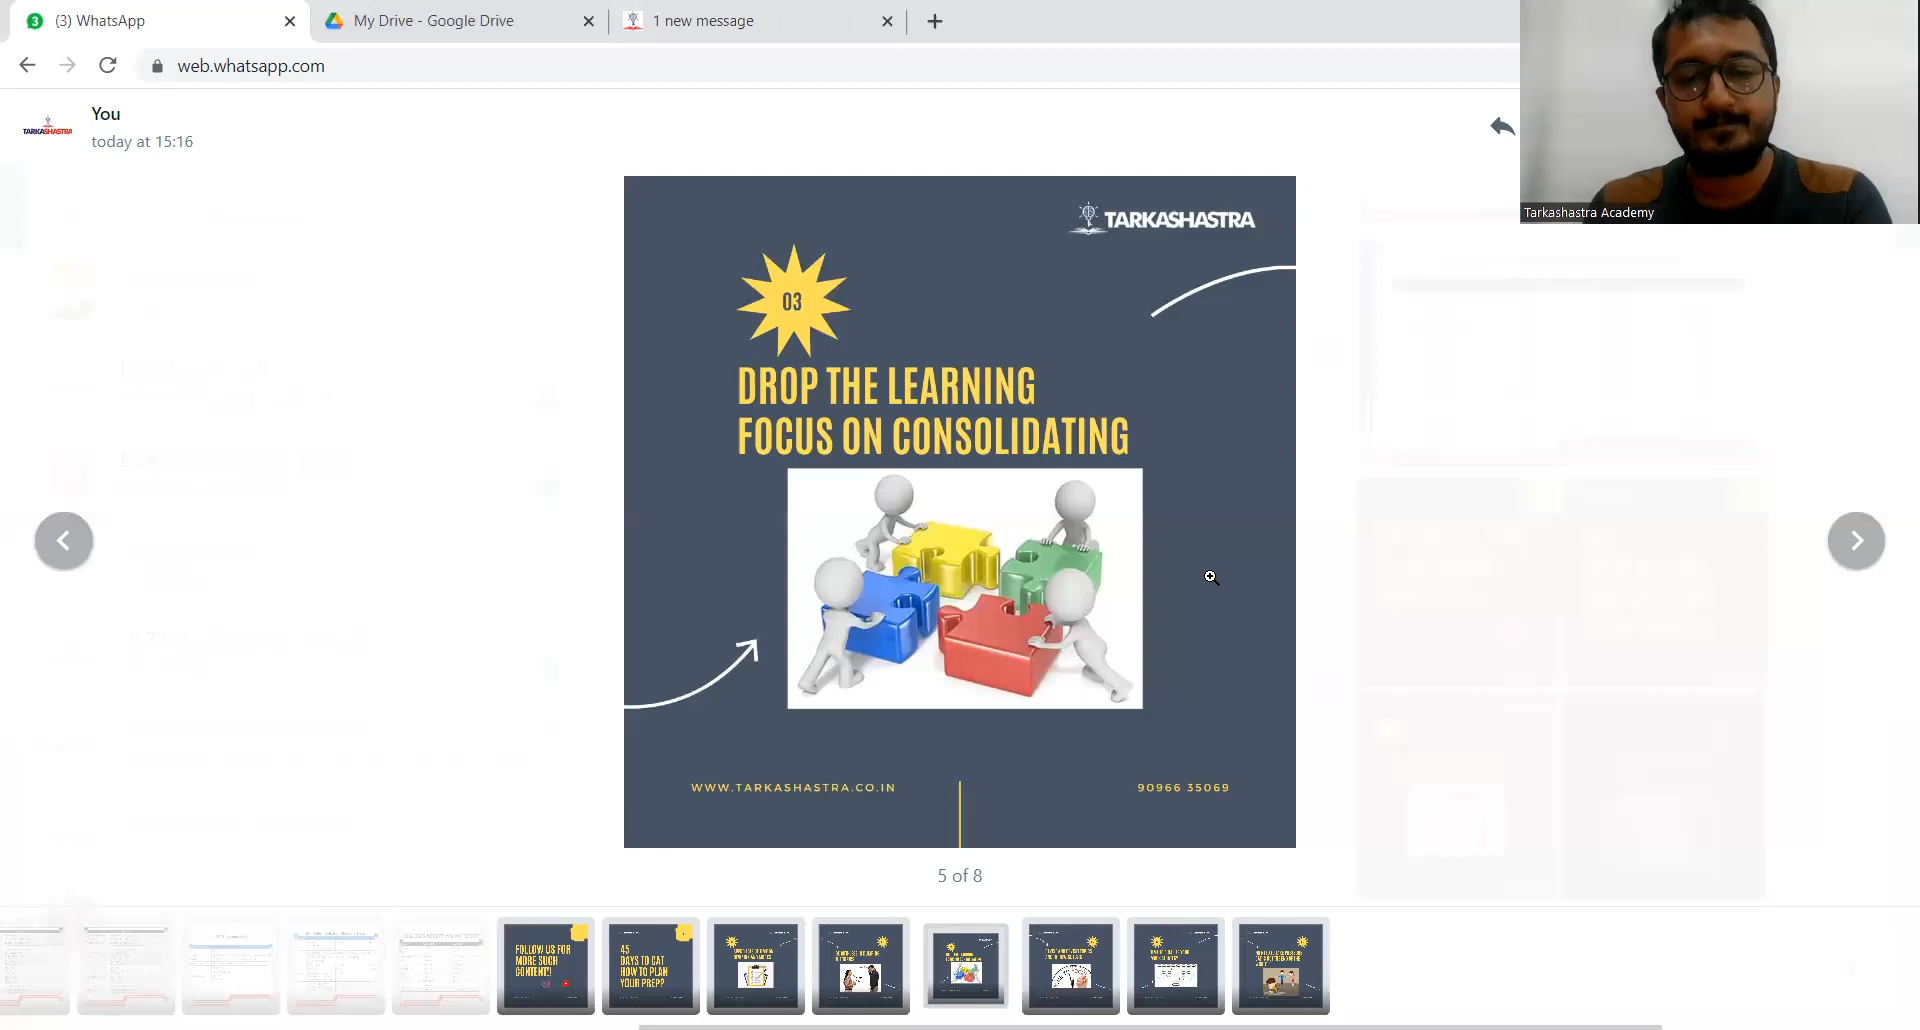 (3) WhatsApp
My Drive - Google Drive
1 new message
web.whatsapp.com
You
today at 15:16
TARKASHASTRA
Tarkashastra Academy
TARKASHASTRA
03
DROP THE LEARNING
FOCUS ON CONSOLIDATING
WWW.TARKASHASTRA.CO.IN
90966 35069
5 of 8
FOLLOW US FOR
MORE SUCH
CONTENT!
45
DAYS TO CAT
HOW TO PLAN
YOUR PREP?